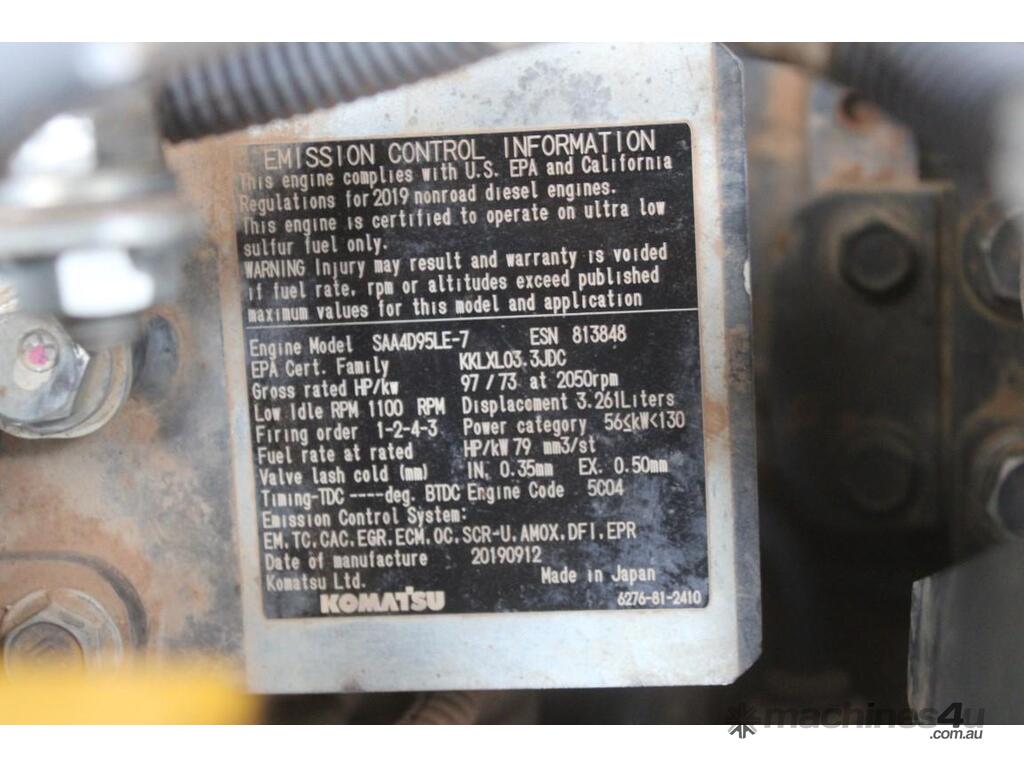 EMISSION CONTROL INFORMATION
This engine complies with U.S. EPA and California
Regulations for 2019 nonroad diesel engines.
This engine is certified to operate on ultra low
sulfur fuel only.
WARNING Injury may result and warranty is voided
if fuel rate, rpm or altitudes exceed published
maximum values for this model and application
Engine Model SAA4D95LE-7 ESN 813848
EPA Cert. Family KKLXL03.3JDC
Gross rated HP/kw 97/73 at 2050rpm
Low Idle RPM 1100 RPM Displacement 3.261Liters
Firing order 1-2-4-3 Power category 56≤kW<130
Fuel rate at rated HP/kW 79 mm3/st
Valve lash cold (mm) IN. 0.35mm EX. 0.50mm
Timing-TDC ----deg. BTDC Engine Code 5C04
Emission Control System:
EM.TC.CAC.EGR.ECM.OC.SCR-U.AMOX.DFI.EPR
Date of manufacture 20190912
Komatsu Ltd. Made in Japan
KOMATSU 6276-81-2410
machines4u
.com.au